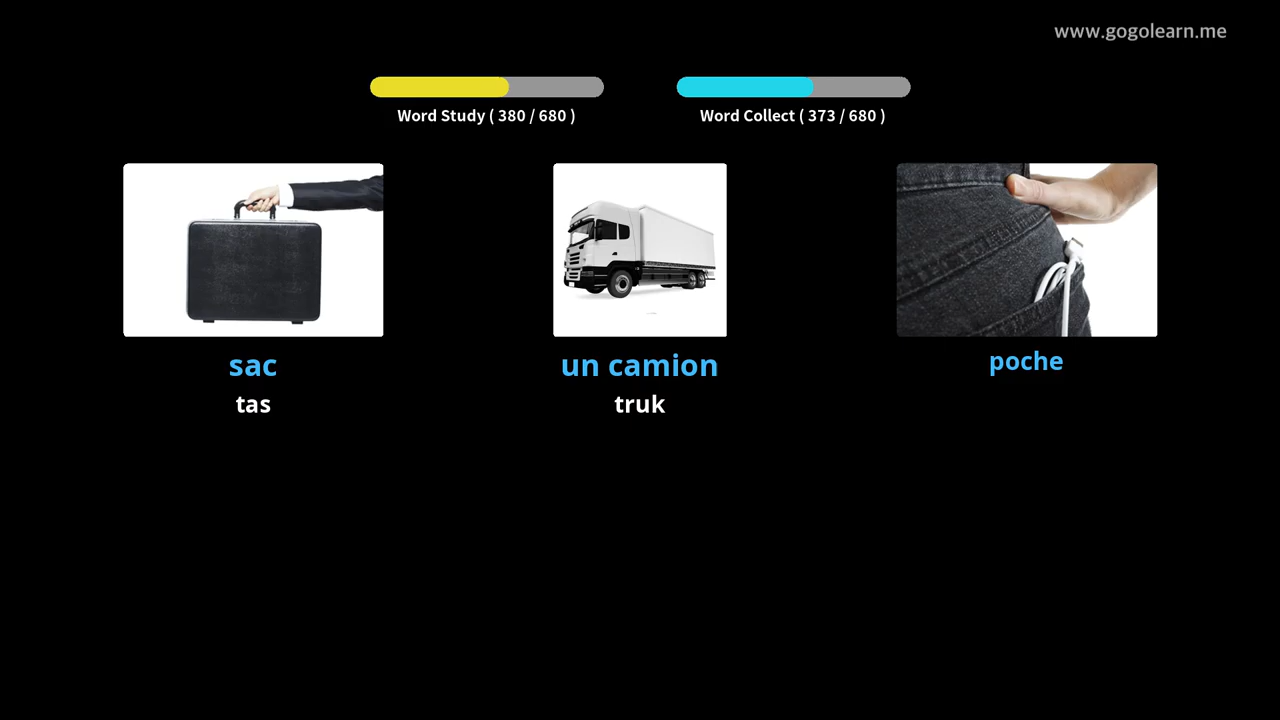 www.gogolearn.me
Word Study ( 380 / 680 )
Word Collect ( 373 / 680 )
sac
un camion
poche
tas
truk